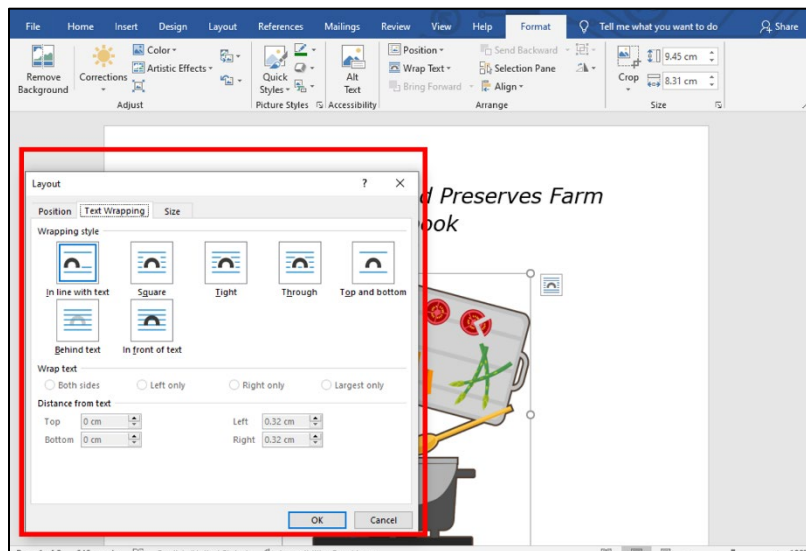 File Home Insert Design Layout References Mailings Review View Help Format Tell me what you want to do Share
Remove Background
Corrections
Color
Artistic Effects
Adjust
Quick Styles
Picture Styles
Alt Text
Accessibility
Position
Wrap Text
Bring Forward
Send Backward
Selection Pane
Align
Arrange
Crop
9.45 cm
8.31 cm
Size
d Preserves Farm
ook
Layout ? ×
Position Text Wrapping Size
Wrapping style
In line with text Square Tight Through Top and bottom
Behind text In front of text
Wrap text
Both sides Left only Right only Largest only
Distance from text
Top 0 cm Left 0.32 cm
Bottom 0 cm Right 0.32 cm
OK Cancel